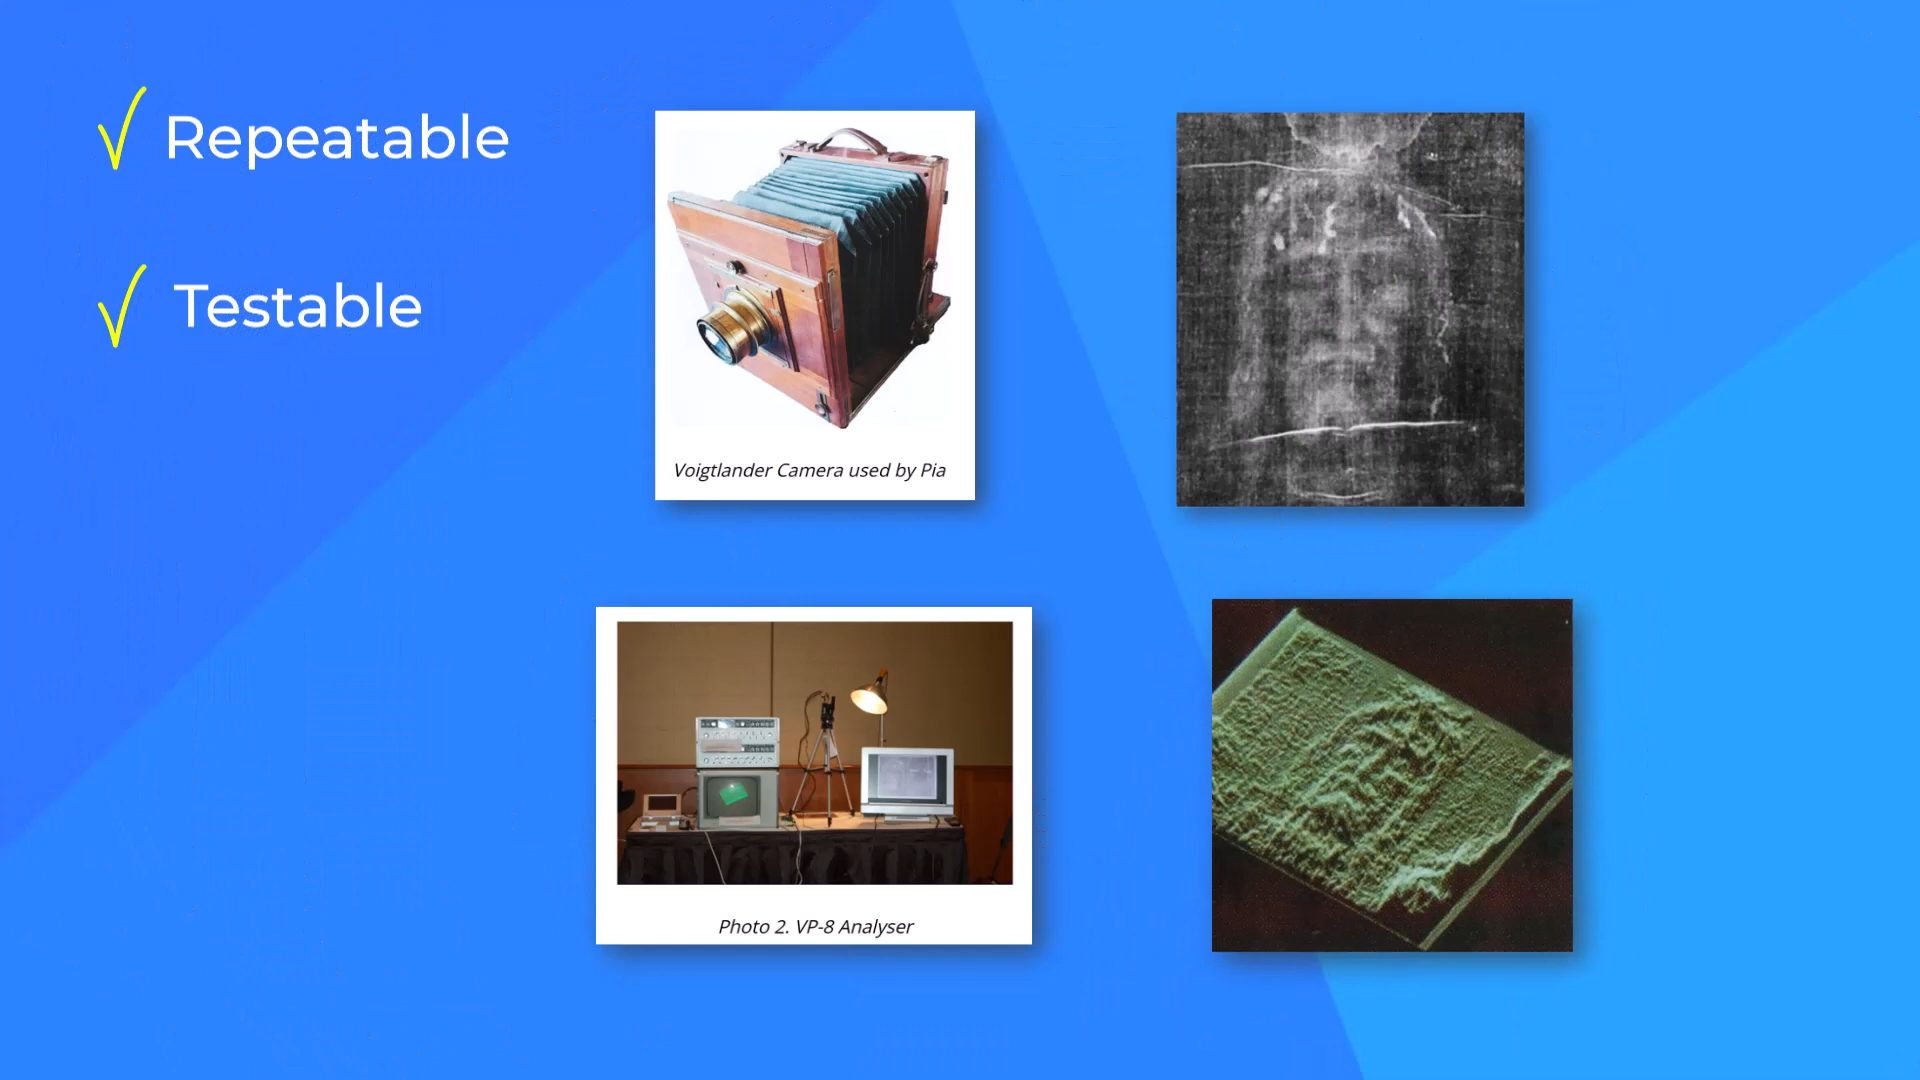 Repeatable
Testable
Voigtlander Camera used by Pia
Photo 2. VP-8 Analyser